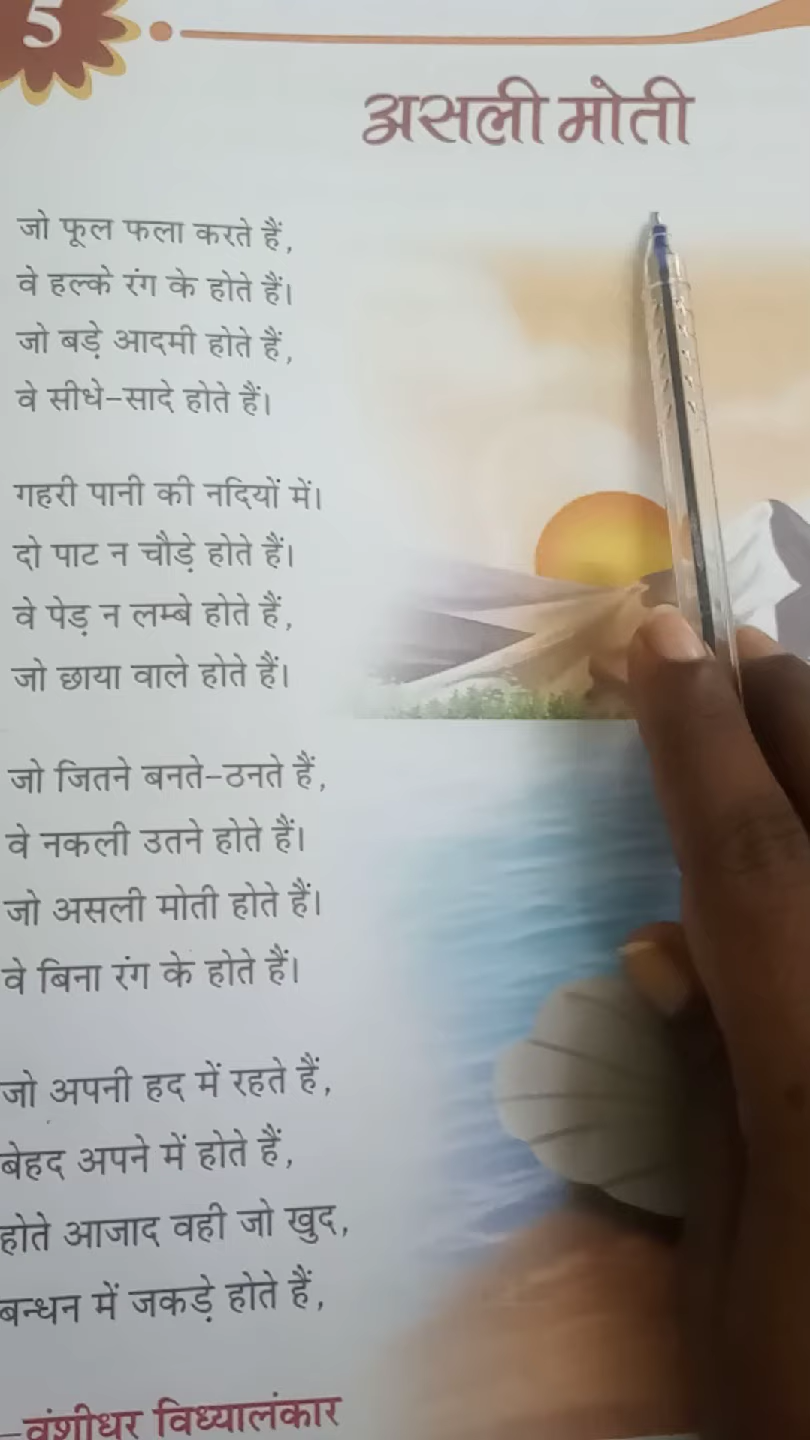 5
असली मोती
जो फूल फला करते हैं,
वे हल्के रंग के होते हैं।
जो बड़े आदमी होते हैं,
वे सीधे-सादे होते हैं।
गहरी पानी की नदियों में।
दो पाट न चौड़े होते हैं।
वे पेड़ न लम्बे होते हैं,
जो छाया वाले होते हैं।
जो जितने बनते-ठनते हैं,
वे नकली उतने होते हैं।
जो असली मोती होते हैं।
वे बिना रंग के होते हैं।
जो अपनी हद में रहते हैं,
बेहद अपने में होते हैं,
होते आजाद वही जो खुद,
बन्धन में जकड़े होते हैं,
-वंशीधर विध्यालंकार